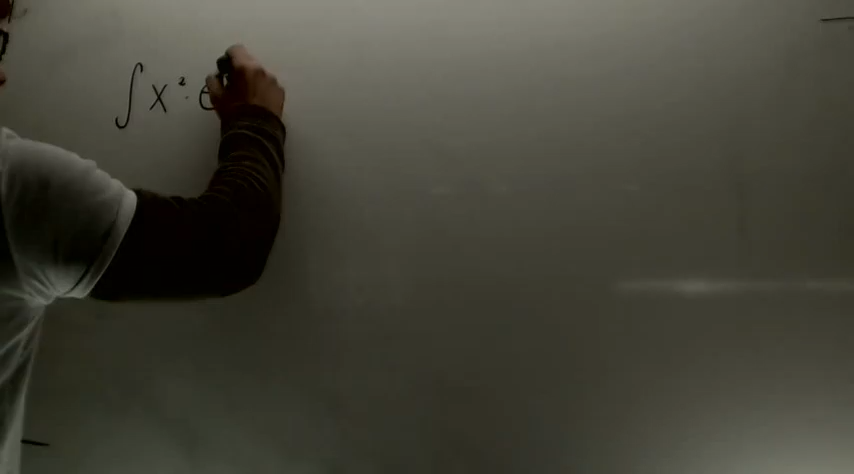 ∫ x² · e